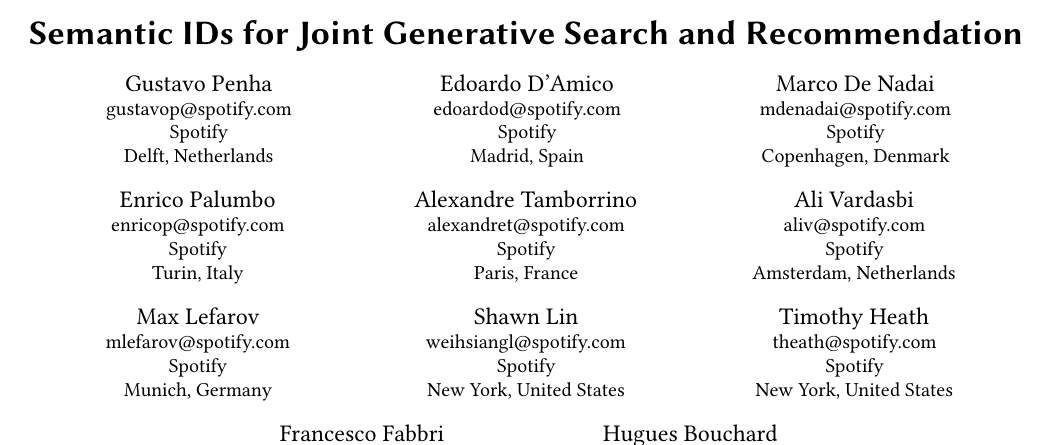 Semantic IDs for Joint Generative Search and Recommendation
Gustavo Penha
gustavop@spotify.com
Spotify
Delft, Netherlands
Edoardo D'Amico
edoardod@spotify.com
Spotify
Madrid, Spain
Marco De Nadai
mdenadai@spotify.com
Spotify
Copenhagen, Denmark
Enrico Palumbo
enricop@spotify.com
Spotify
Turin, Italy
Alexandre Tamborrino
alexandret@spotify.com
Spotify
Paris, France
Ali Vardasbi
aliv@spotify.com
Spotify
Amsterdam, Netherlands
Max Lefarov
mlefarov@spotify.com
Spotify
Munich, Germany
Shawn Lin
weihsiangl@spotify.com
Spotify
New York, United States
Timothy Heath
theath@spotify.com
Spotify
New York, United States
Francesco Fabbri
Hugues Bouchard